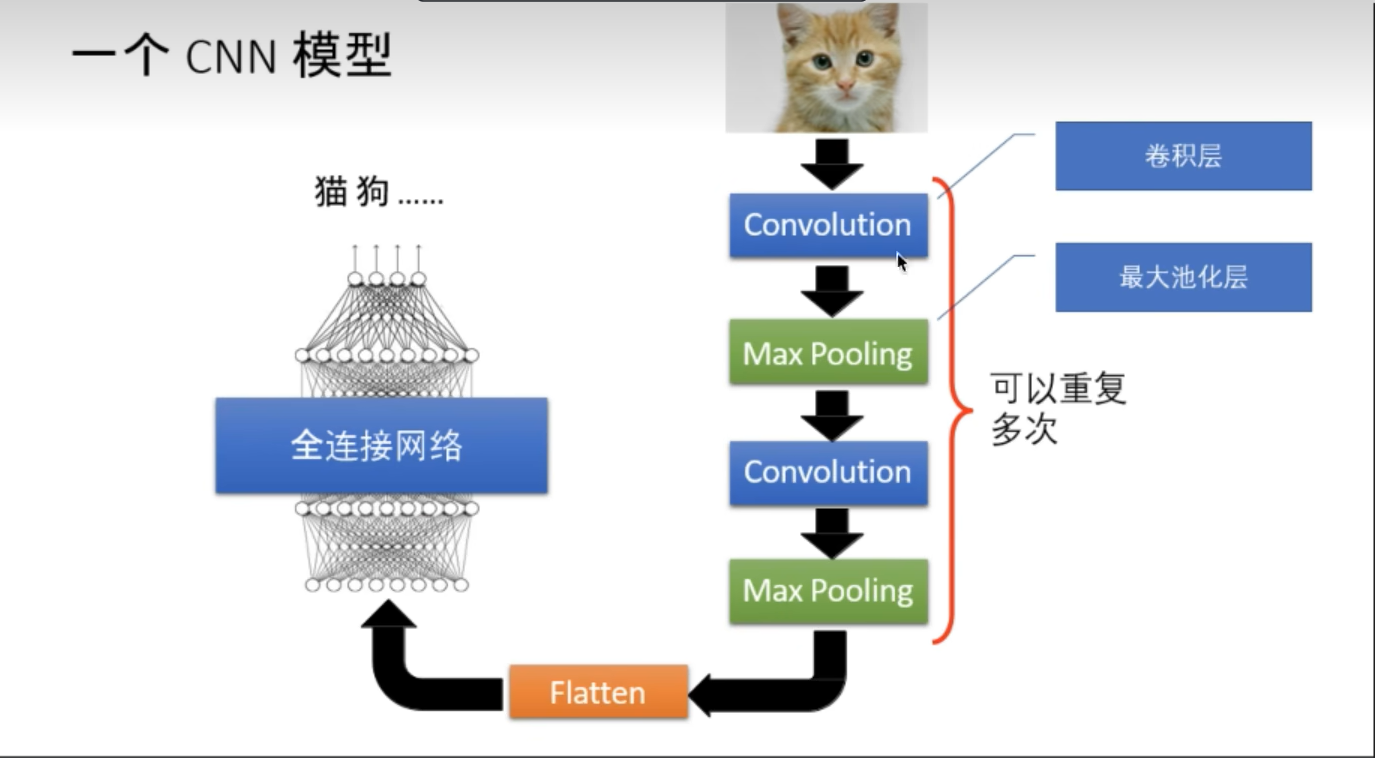 一个 CNN 模型
卷积层
猫 狗 ......
Convolution
最大池化层
Max Pooling
可以重复
多次
全连接网络
Convolution
Max Pooling
Flatten